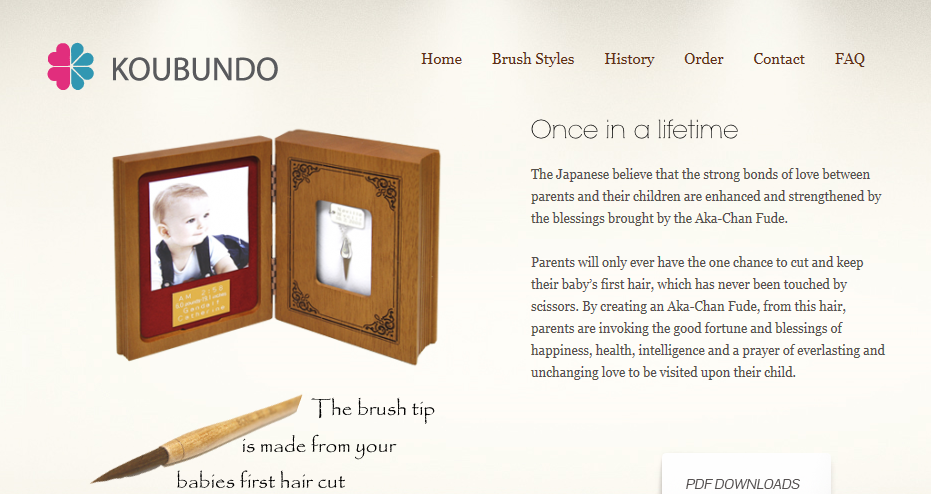 KOUBUNDO
Home Brush Styles History Order Contact FAQ
Once in a lifetime
The Japanese believe that the strong bonds of love between
parents and their children are enhanced and strengthened by
the blessings brought by the Aka-Chan Fude.
Parents will only ever have the one chance to cut and keep
their baby’s first hair, which has never been touched by
scissors. By creating an Aka-Chan Fude, from this hair,
parents are invoking the good fortune and blessings of
happiness, health, intelligence and a prayer of everlasting and
unchanging love to be visited upon their child.
AM 3:56
Catherine
The brush tip
is made from your
babies first hair cut
PDF DOWNLOADS